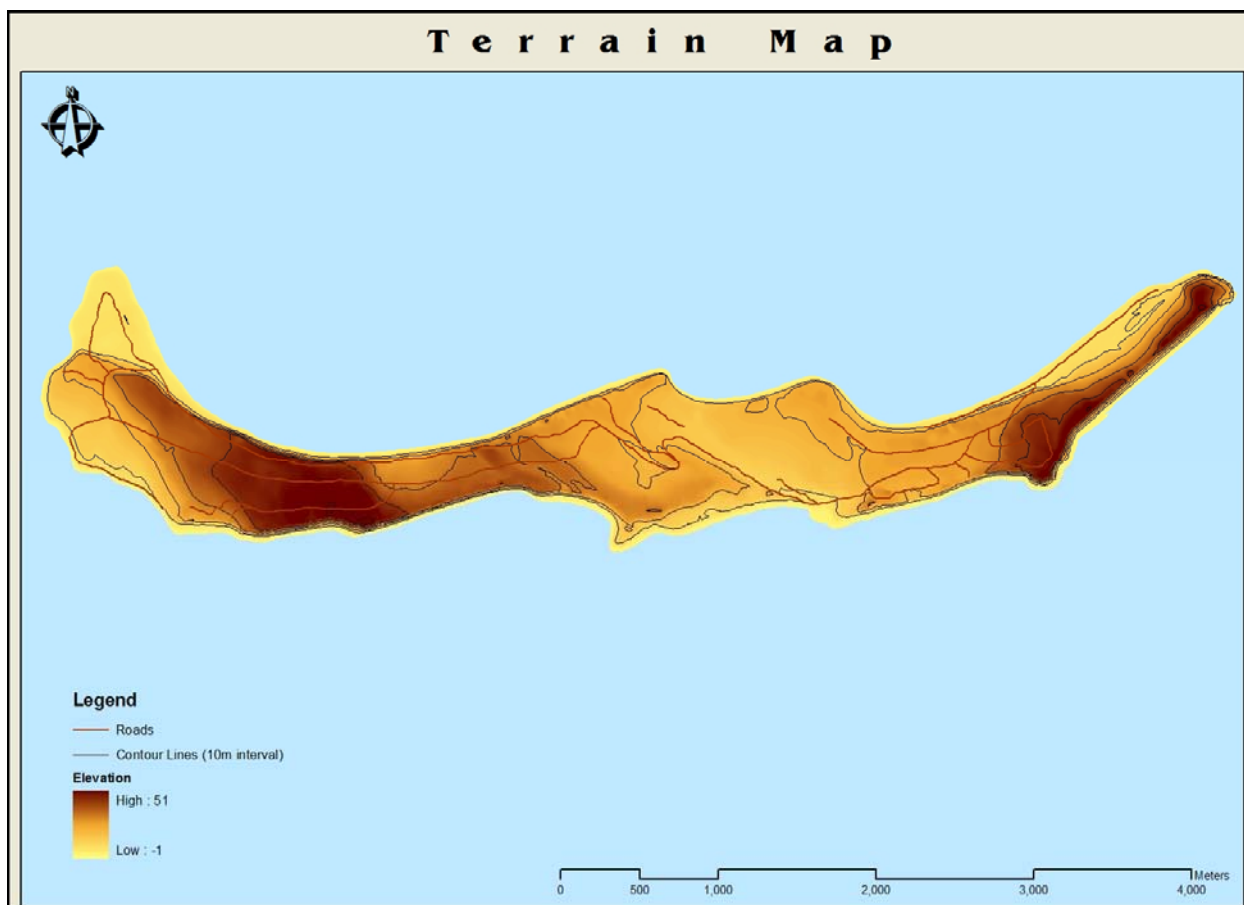 Terrain Map
N
Legend
Roads
Contour Lines (10m interval)
Elevation
High : 51
Low : -1
Meters
0 500 1,000 2,000 3,000 4,000